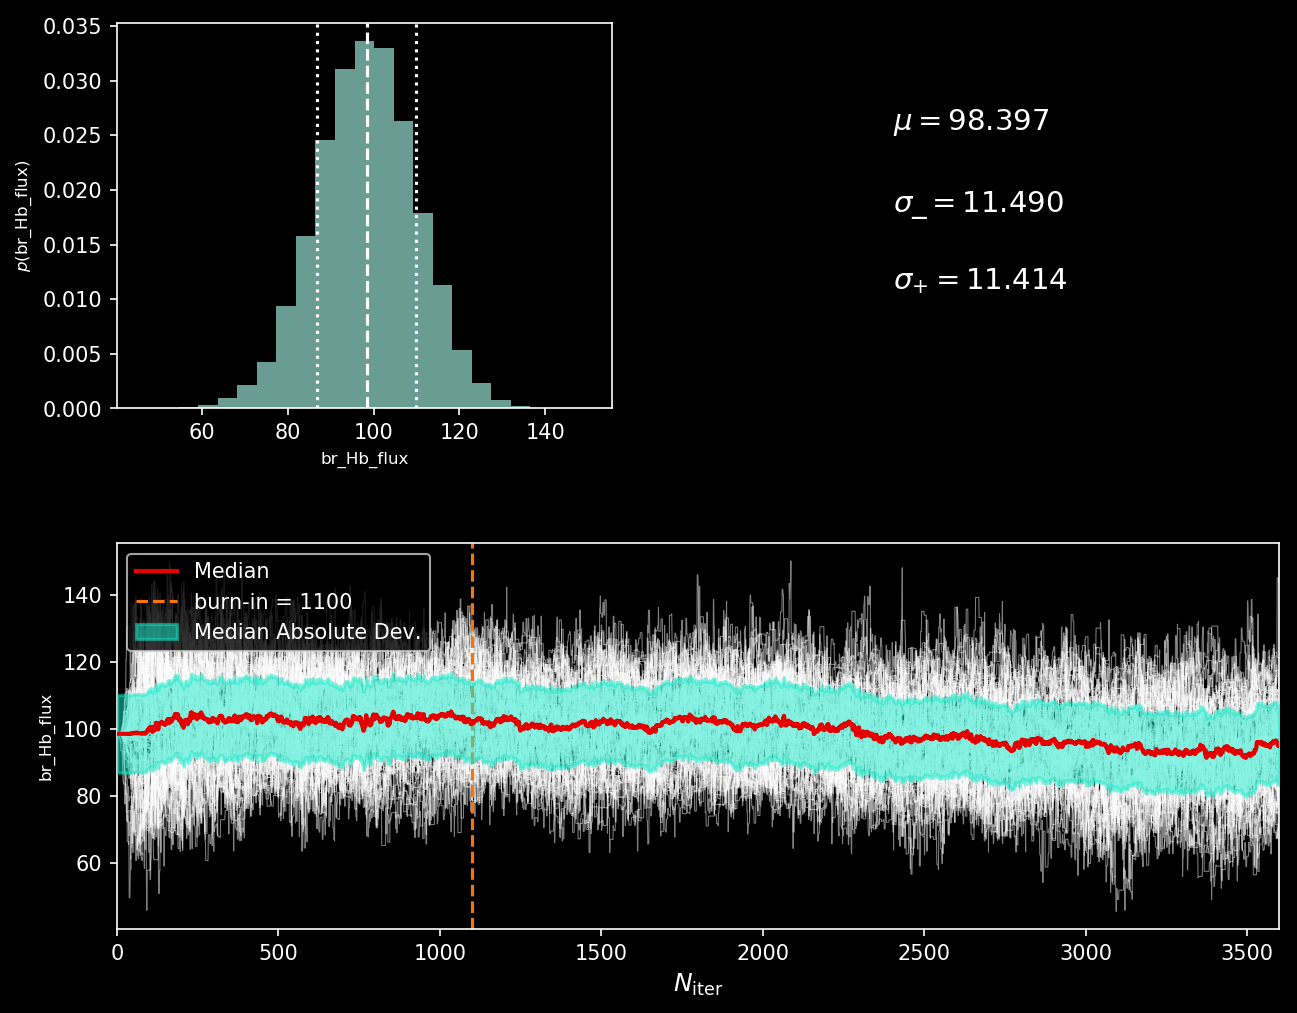 0.035
0.030
0.025
0.020
0.015
0.010
0.005
0.000
p(br_Hb_flux)
60 80 100 120 140
br_Hb_flux
μ = 98.397
σ₋ = 11.490
σ₊ = 11.414
Median
burn-in = 1100
Median Absolute Dev.
140
120
100
80
60
br_Hb_flux
0 500 1000 1500 2000 2500 3000 3500
N_iter